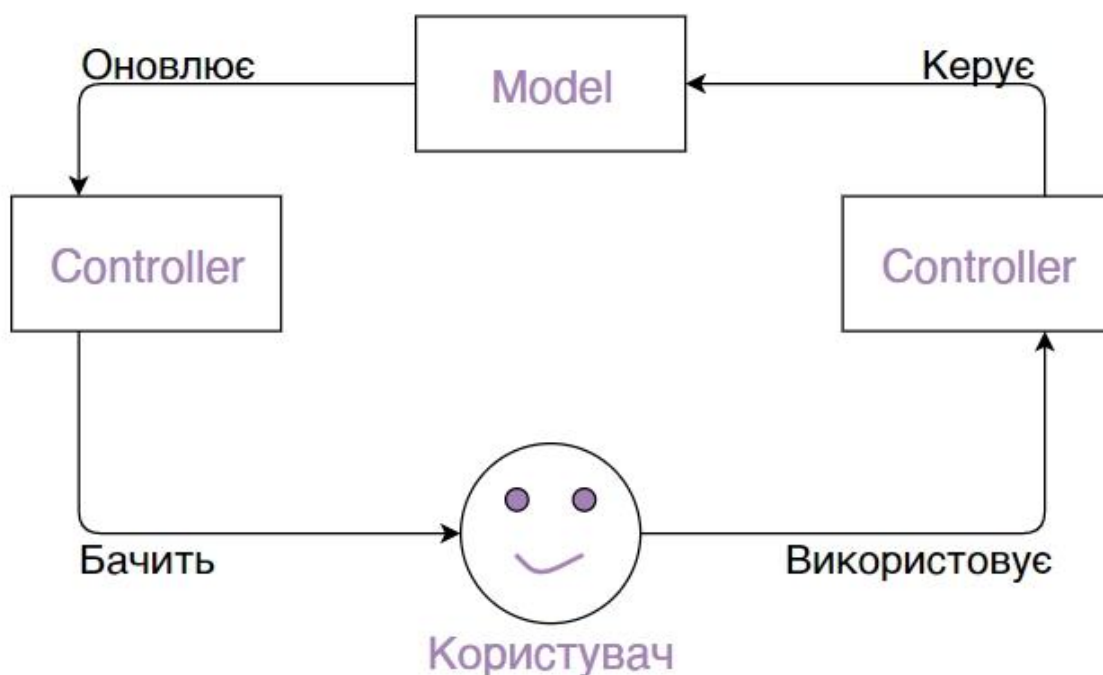 Оновлює
Model
Керує
Controller
Controller
Бачить
Використовує
Користувач